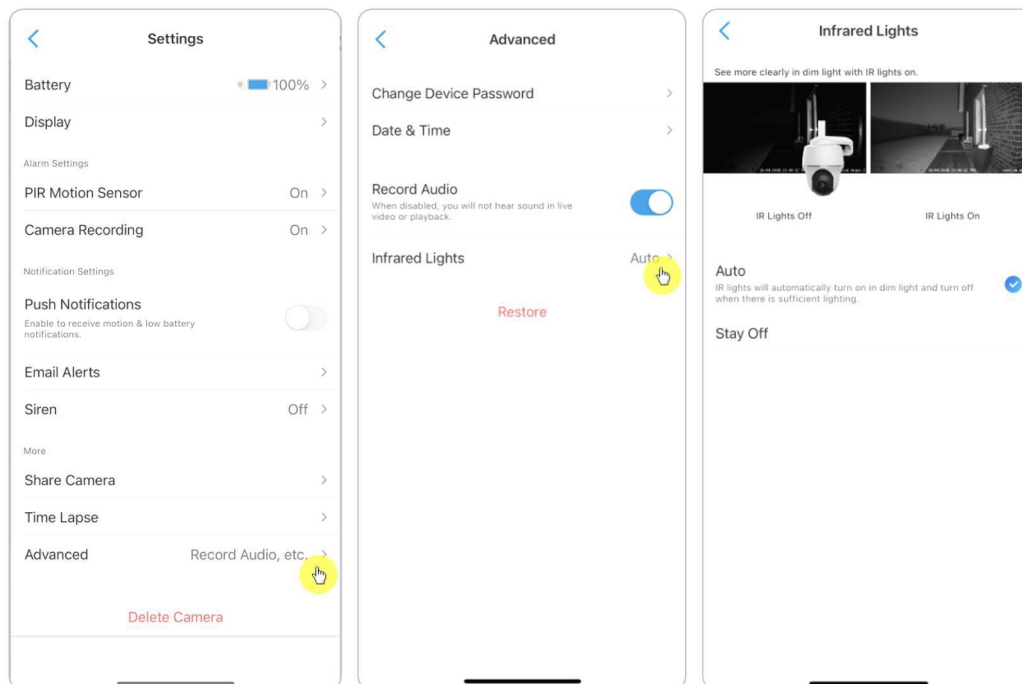 Settings
Battery 100%
Display
Alarm Settings
PIR Motion Sensor On
Camera Recording On
Notification Settings
Push Notifications
Enable to receive motion & low battery
notifications.
Email Alerts
Siren Off
More
Share Camera
Time Lapse
Advanced Record Audio, etc.
Delete Camera
Advanced
Change Device Password
Date & Time
Record Audio
When disabled, you will not hear sound in live
video or playback.
Infrared Lights Auto
Restore
Infrared Lights
See more clearly in dim light with IR lights on.
IR Lights Off IR Lights On
Auto
IR lights will automatically turn on in dim light and turn off
when there is sufficient lighting.
Stay Off